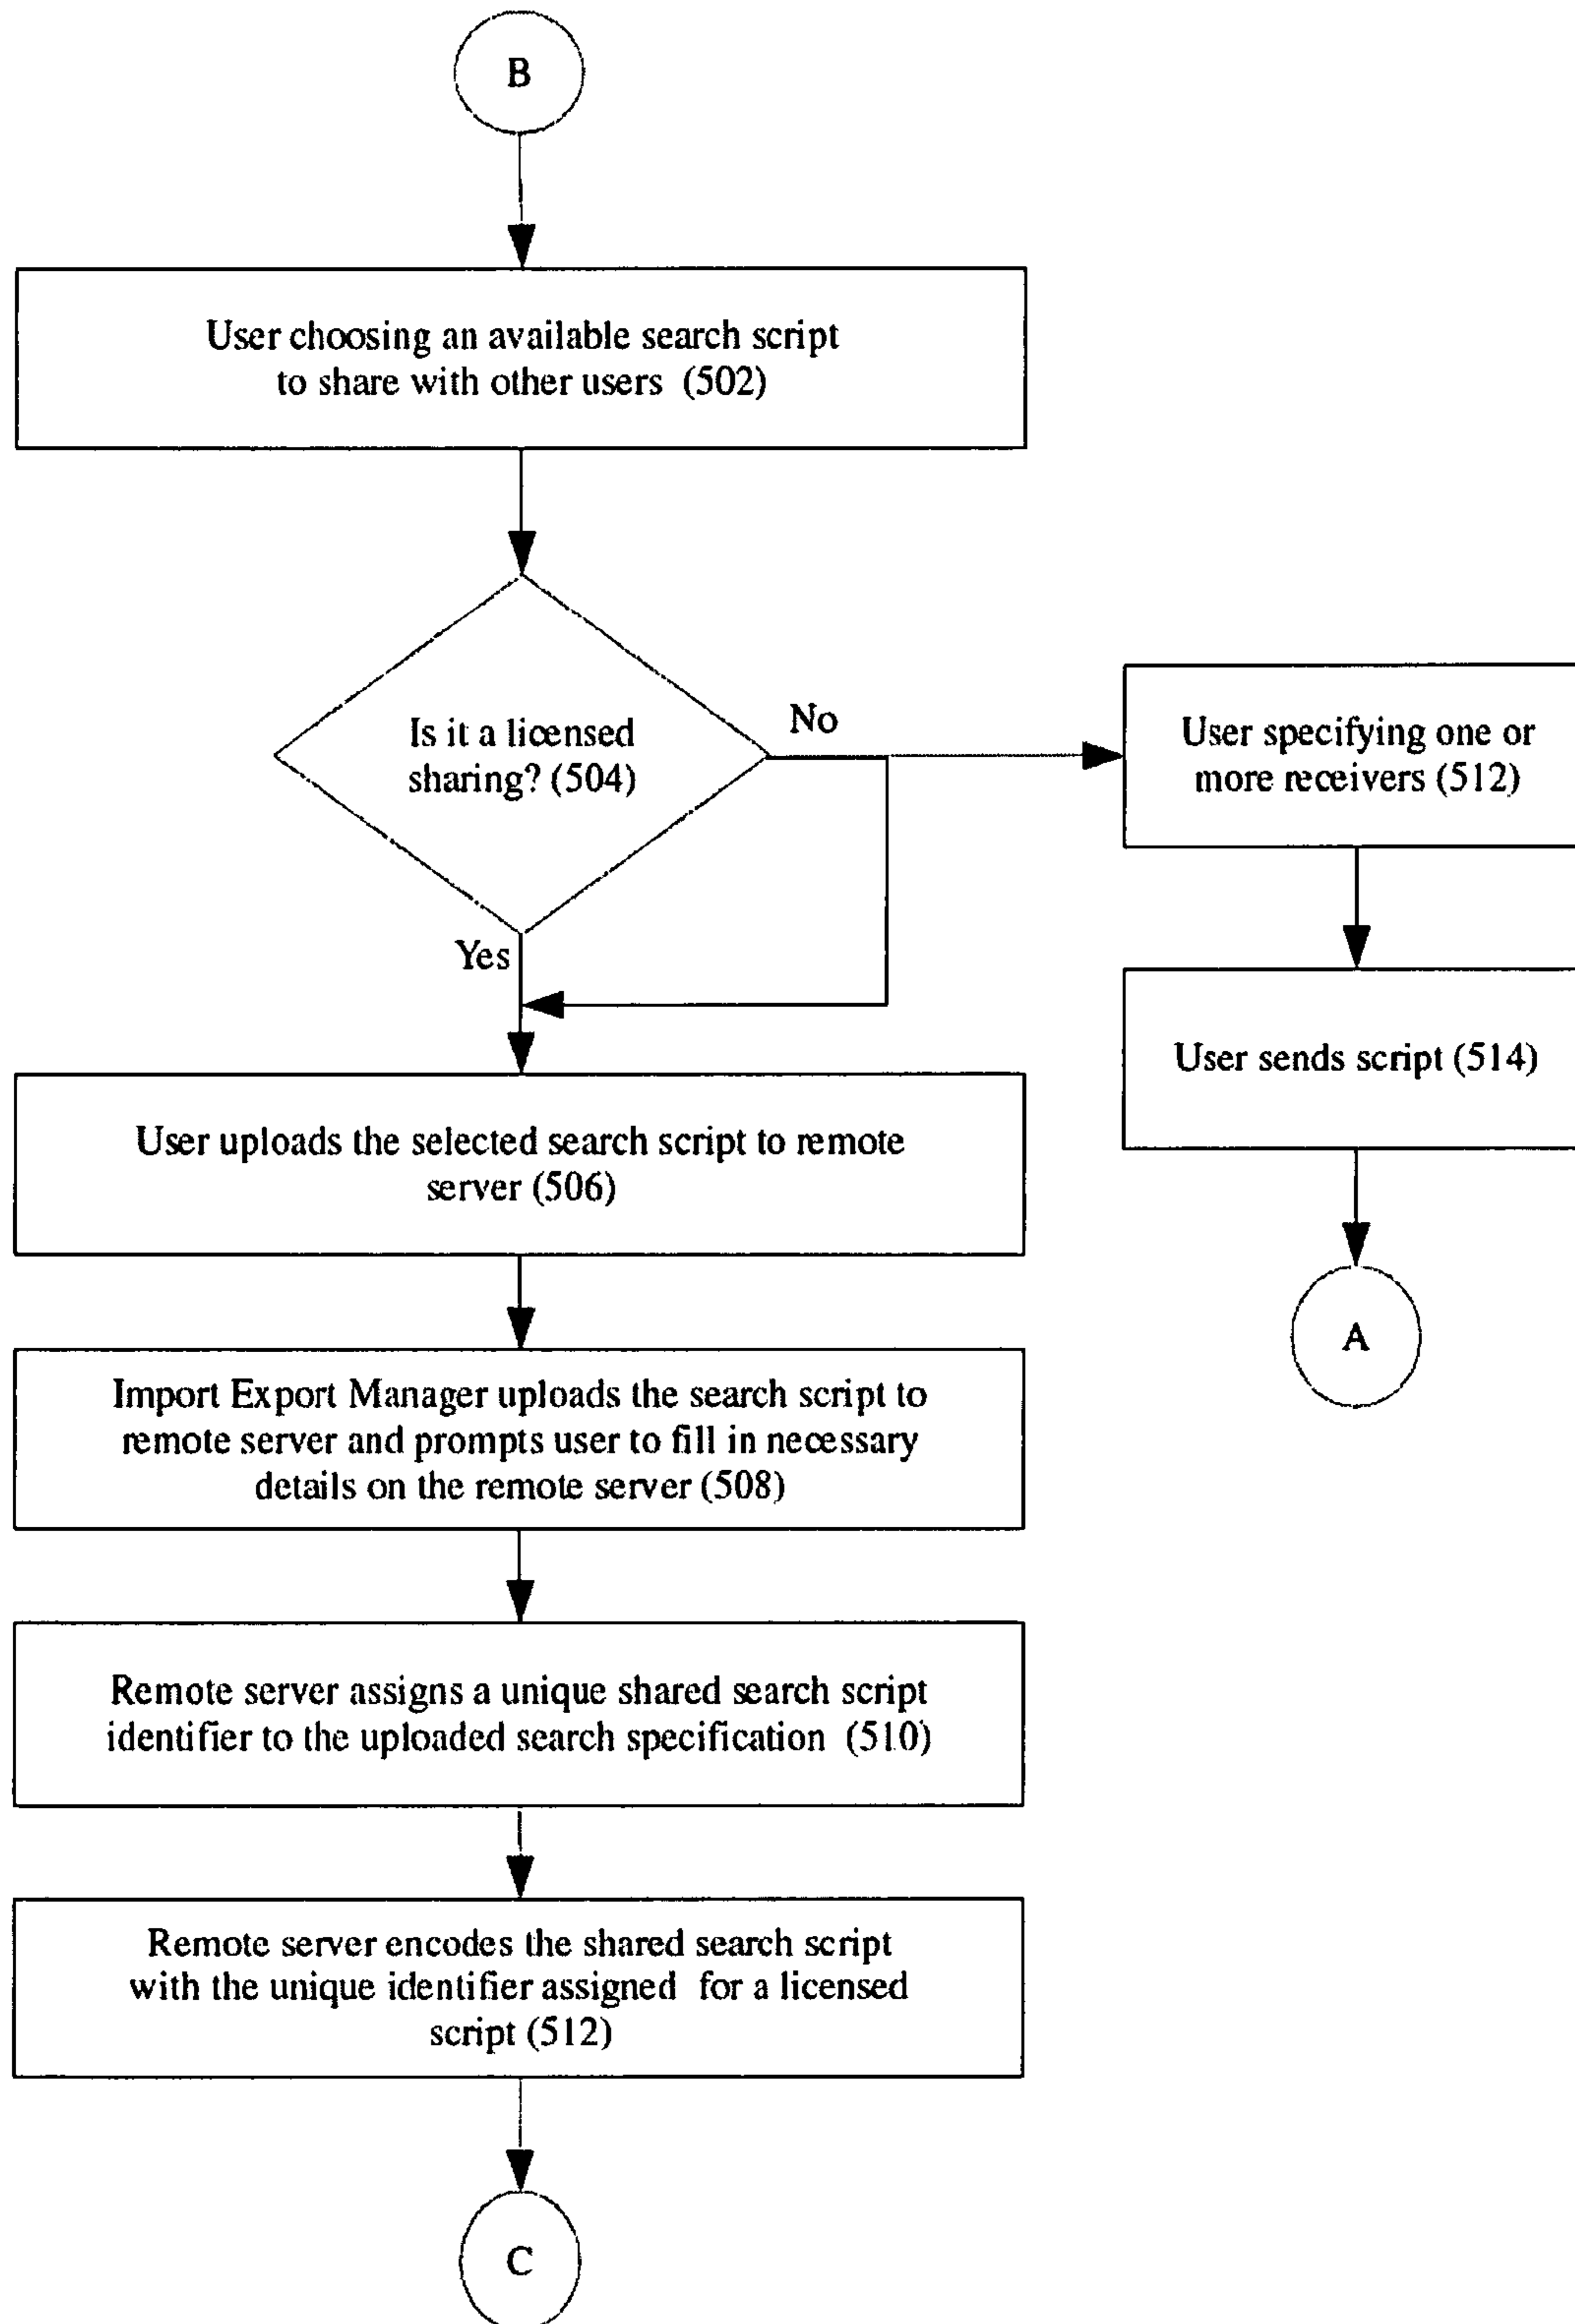 B
User choosing an available search script
to share with other users (502)
Is it a licensed
sharing? (504)
No
Yes
User specifying one or
more receivers (512)
User sends script (514)
A
User uploads the selected search script to remote
server (506)
Import Export Manager uploads the search script to
remote server and prompts user to fill in necessary
details on the remote server (508)
Remote server assigns a unique shared search script
identifier to the uploaded search specification (510)
Remote server encodes the shared search script
with the unique identifier assigned for a licensed
script (512)
C